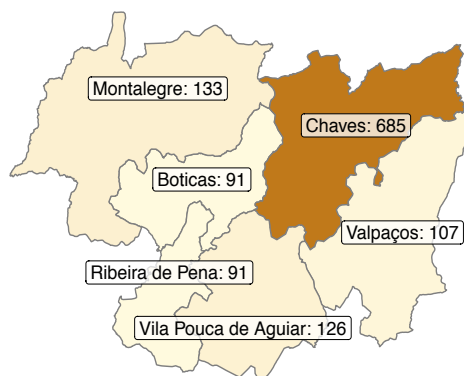 Montalegre: 133
Chaves: 685
Boticas: 91
Valpaços: 107
Ribeira de Pena: 91
Vila Pouca de Aguiar: 126